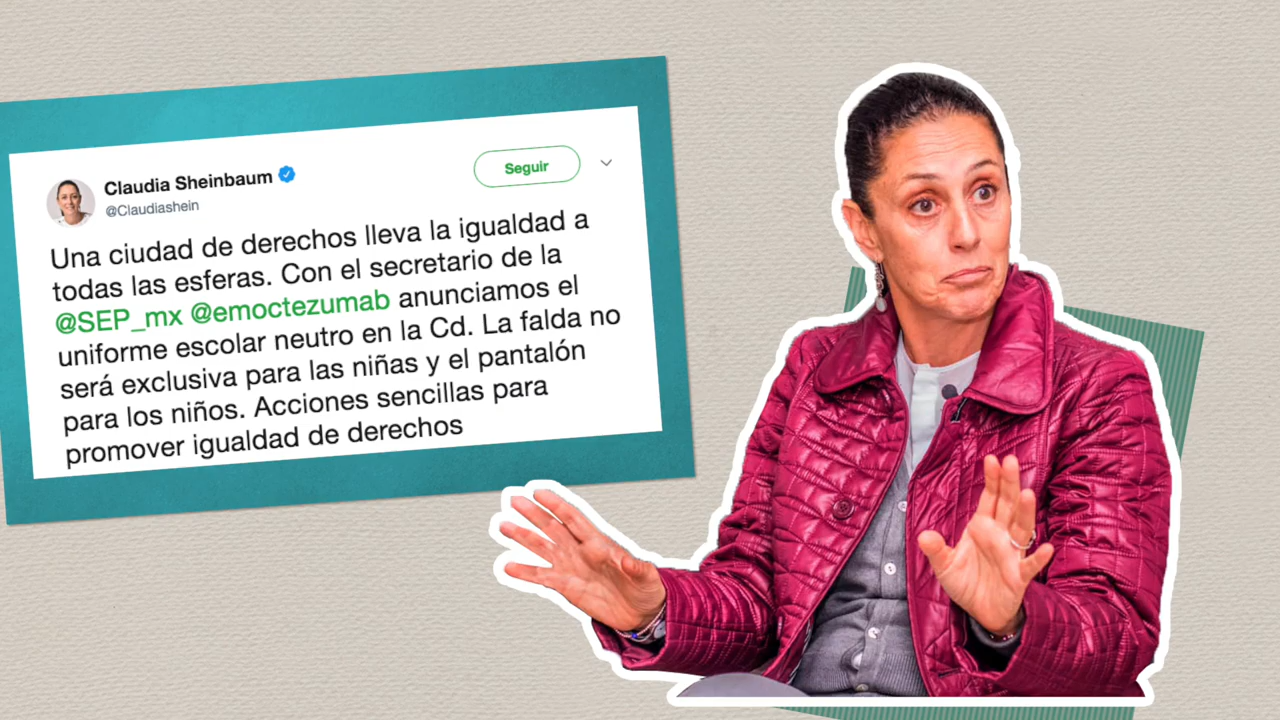 Claudia Sheinbaum
@Claudiashein
Seguir
Una ciudad de derechos lleva la igualdad a
todas las esferas. Con el secretario de la
@SEP_mx @emoctezumab anunciamos el
uniforme escolar neutro en la Cd. La falda no
será exclusiva para las niñas y el pantalón
para los niños. Acciones sencillas para
promover igualdad de derechos